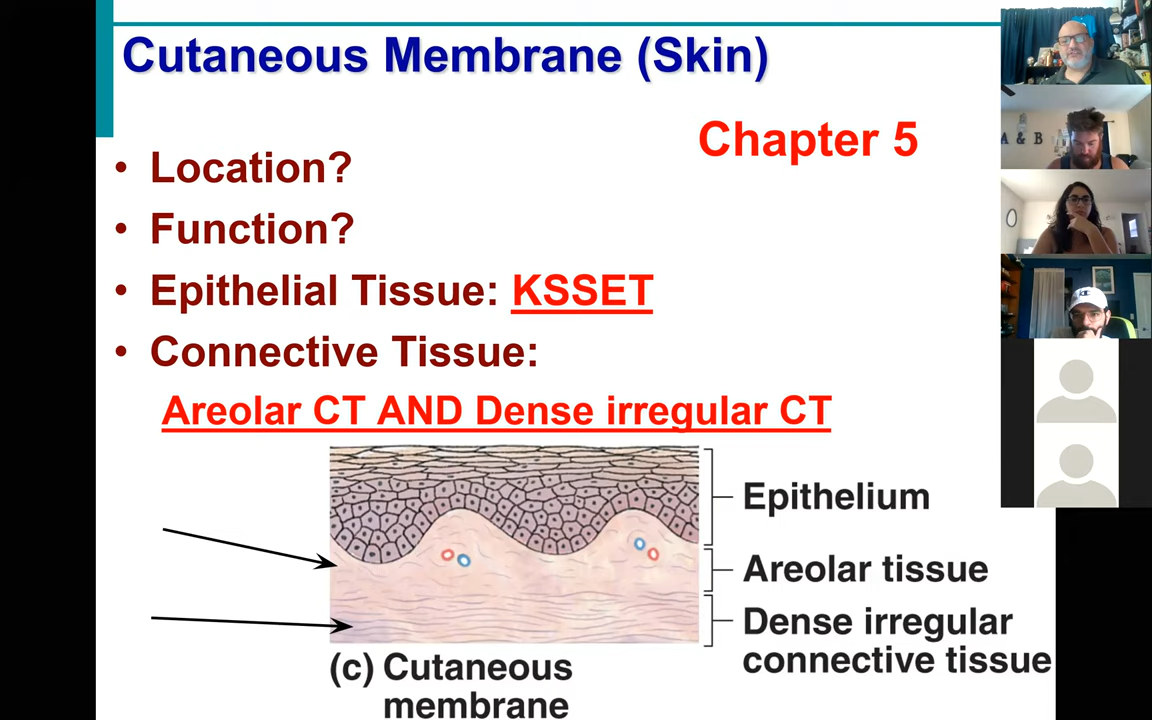 Cutaneous Membrane (Skin)
Chapter 5
• Location?
• Function?
• Epithelial Tissue: KSSET
• Connective Tissue:
Areolar CT AND Dense irregular CT
Epithelium
Areolar tissue
Dense irregular
connective tissue
(c) Cutaneous
membrane
A & B